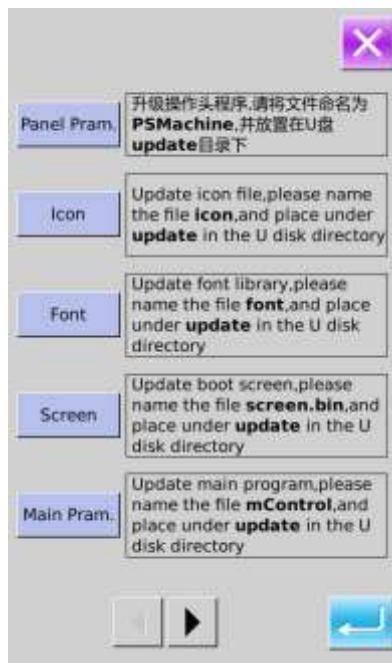 Panel Pram.
升级操作头程序,请将文件命名为
PSMachine,并放置在U盘
update目录下
Icon
Update icon file,please name
the file icon,and place under
update in the U disk directory
Font
Update font library,please
name the file font,and place
under update in the U disk
directory
Screen
Update boot screen,please
name the file screen.bin,and
place under update in the U
disk directory
Main Pram.
Update main program,please
name the file mControl,and
place under update in the U
disk directory